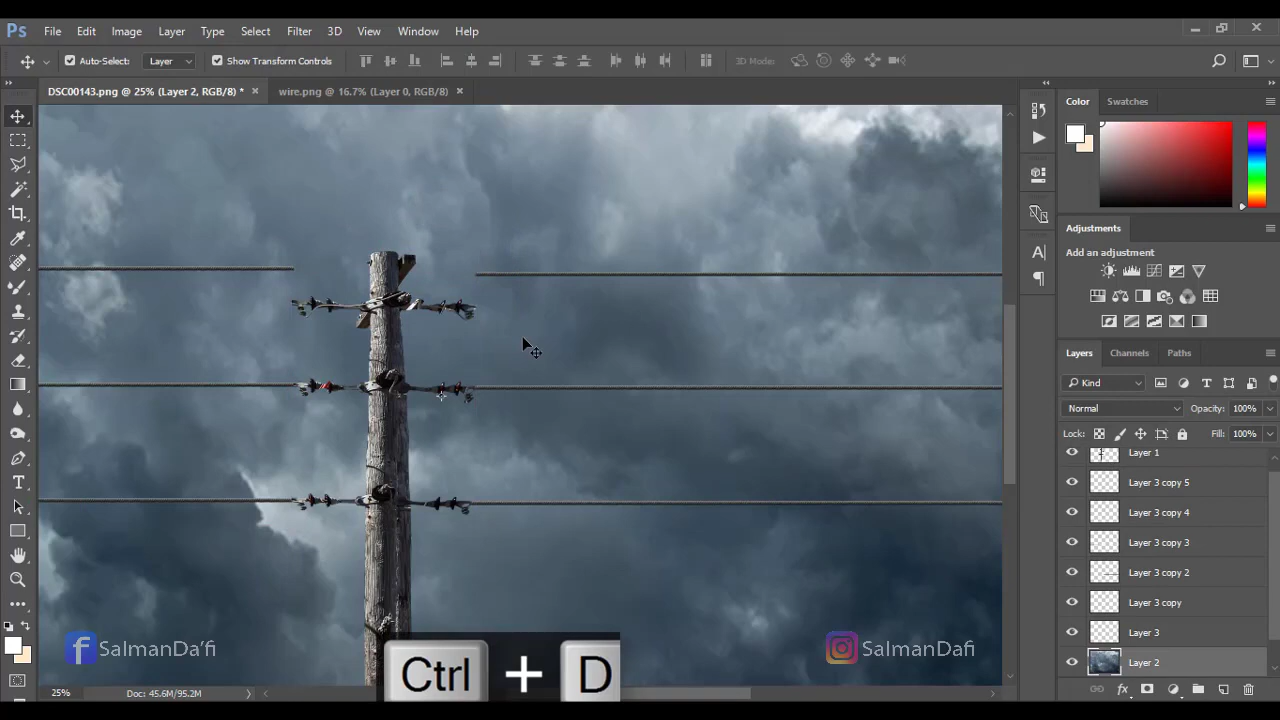 Ps File Edit Image Layer Type Select Filter 3D View Window Help
Auto-Select: Layer Show Transform Controls 3D Mode:
DSC00143.png @ 25% (Layer 2, RGB/8) * × wire.png @ 16.7% (Layer 0, RGB/8) ×
Color Swatches
Adjustments
Add an adjustment
Layers Channels Paths
Kind
Normal Opacity: 100%
Lock: Fill: 100%
Layer 1
Layer 3 copy 5
Layer 3 copy 4
Layer 3 copy 3
Layer 3 copy 2
Layer 3 copy
Layer 3
Layer 2
f SalmanDa'fi SalmanDafi
Ctrl + D
25% Doc: 45.6M/95.2M